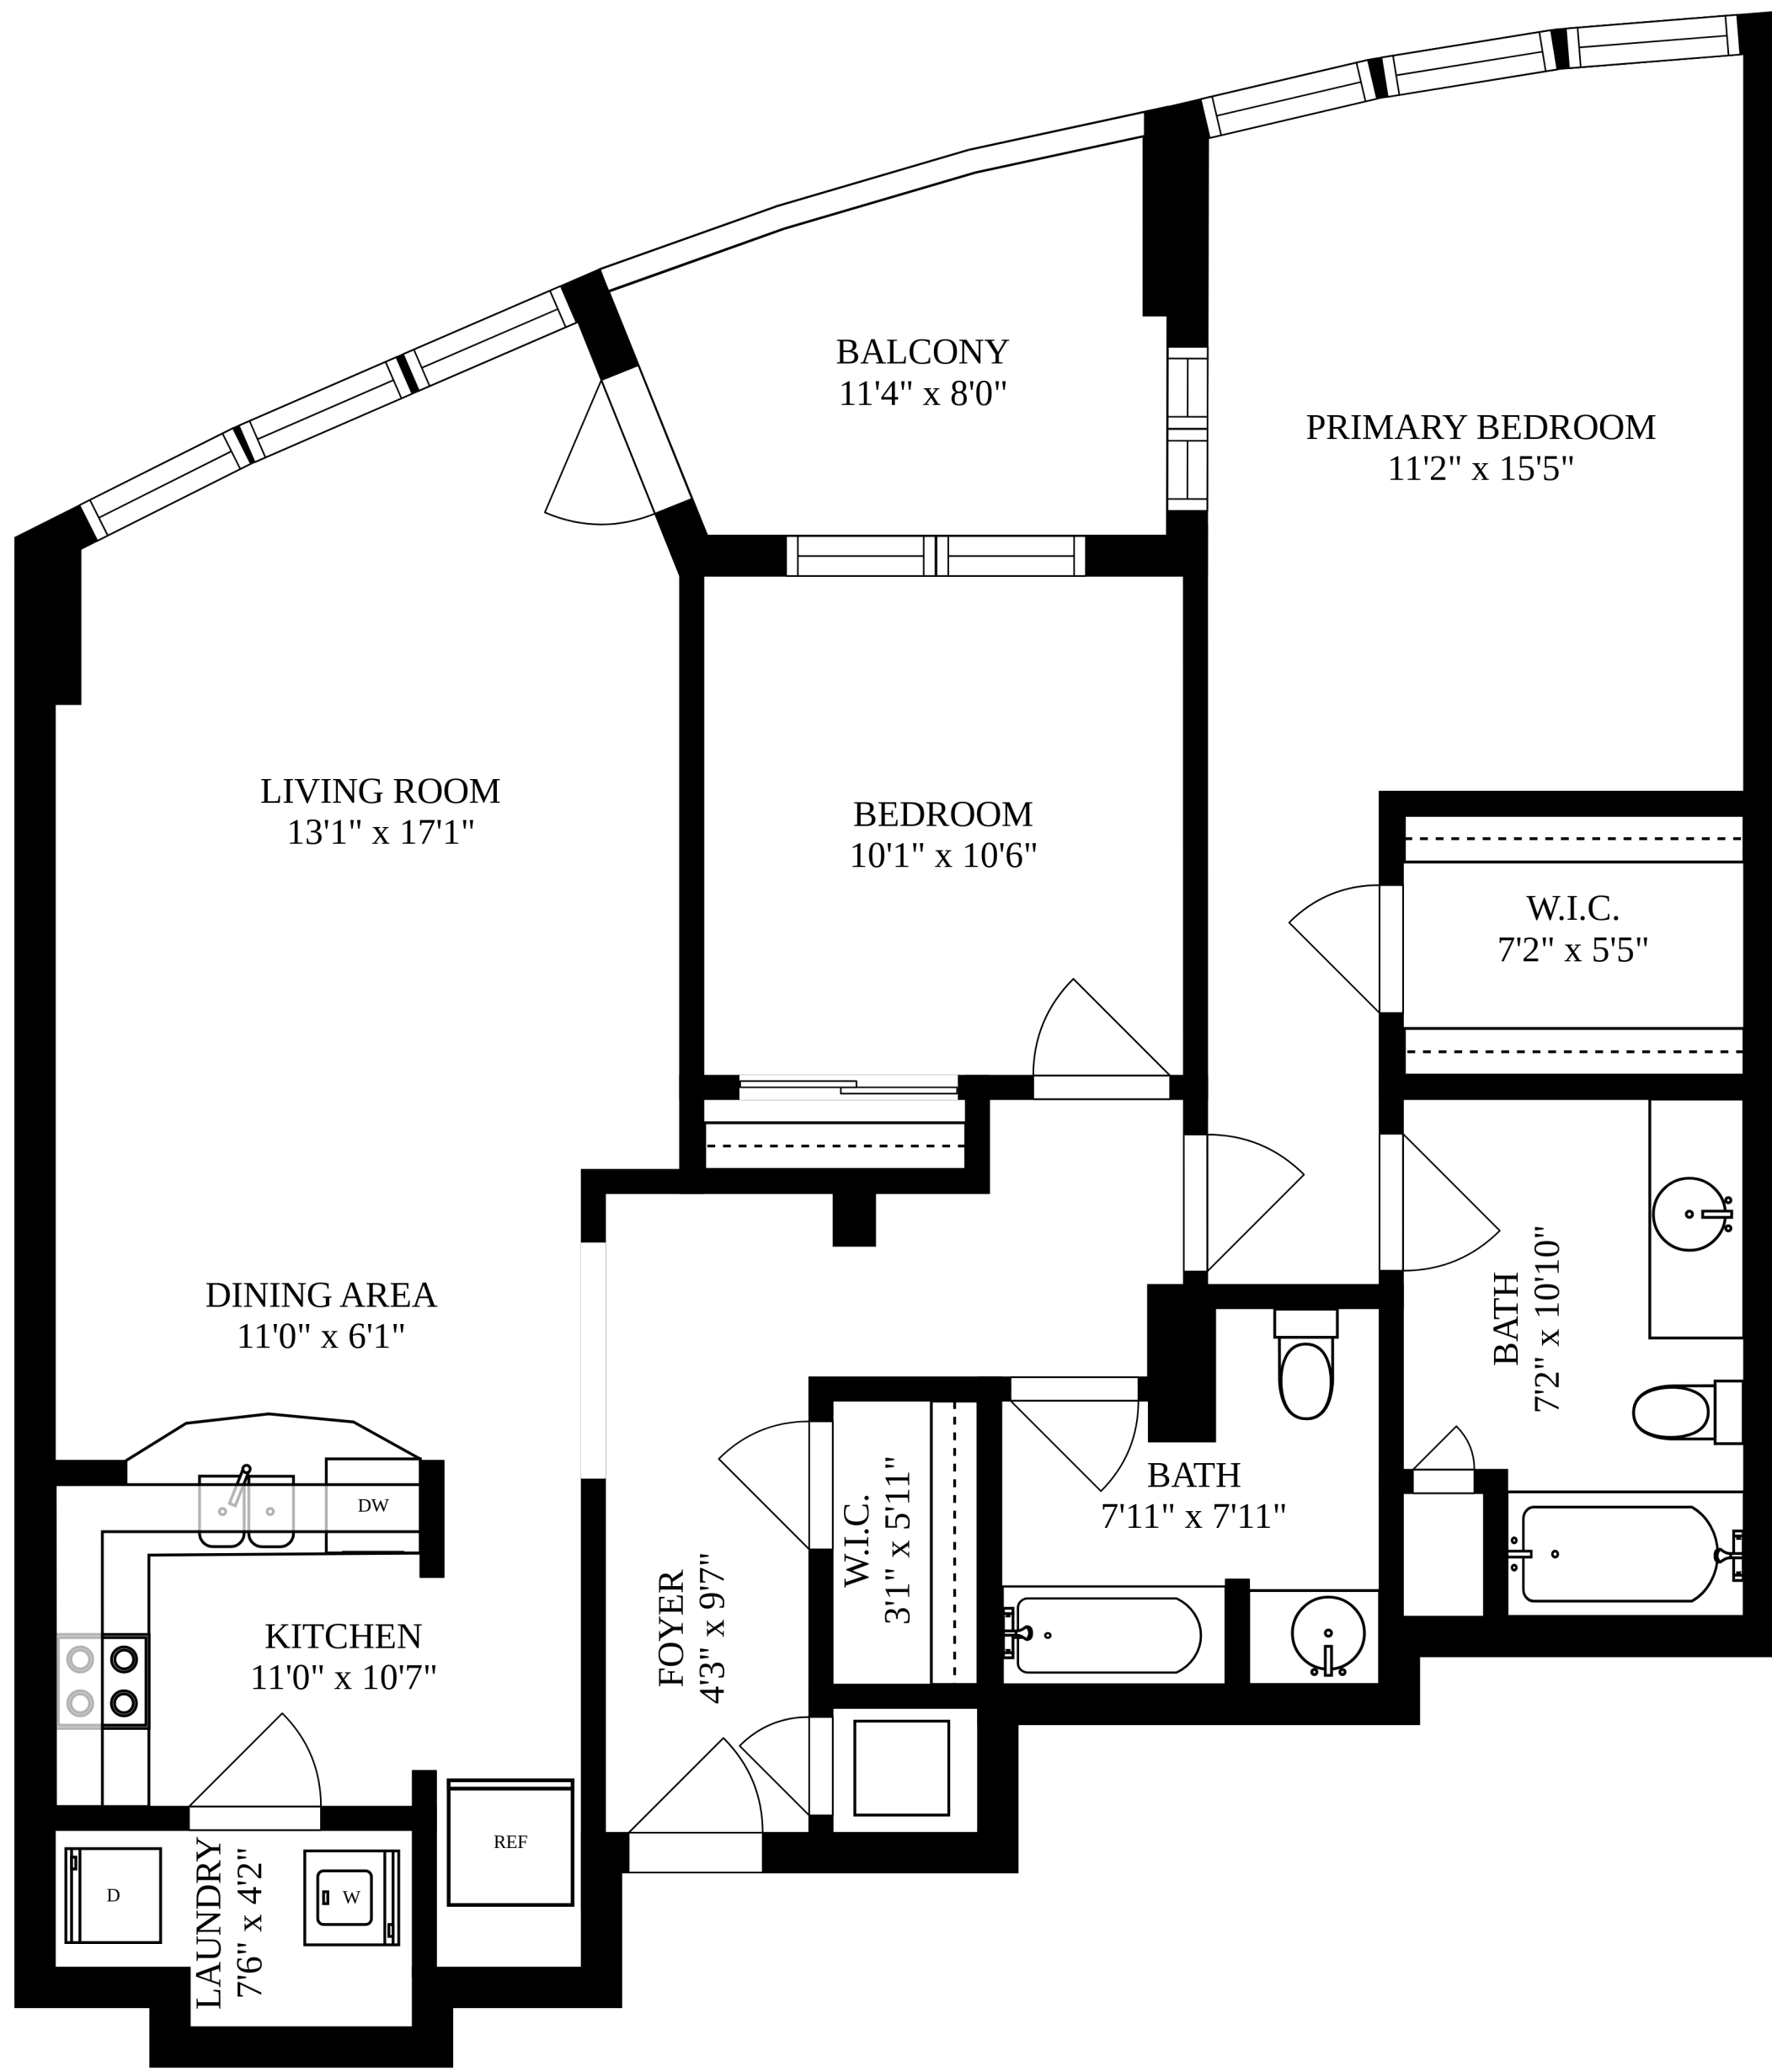 BALCONY
11'4" x 8'0"
PRIMARY BEDROOM
11'2" x 15'5"
LIVING ROOM
13'1" x 17'1"
BEDROOM
10'1" x 10'6"
W.I.C.
7'2" x 5'5"
DINING AREA
11'0" x 6'1"
BATH
7'2" x 10'10"
BATH
7'11" x 7'11"
W.I.C.
3'1" x 5'11"
DW
KITCHEN
11'0" x 10'7"
FOYER
4'3" x 9'7"
REF
LAUNDRY
7'6" x 4'2"
D
W